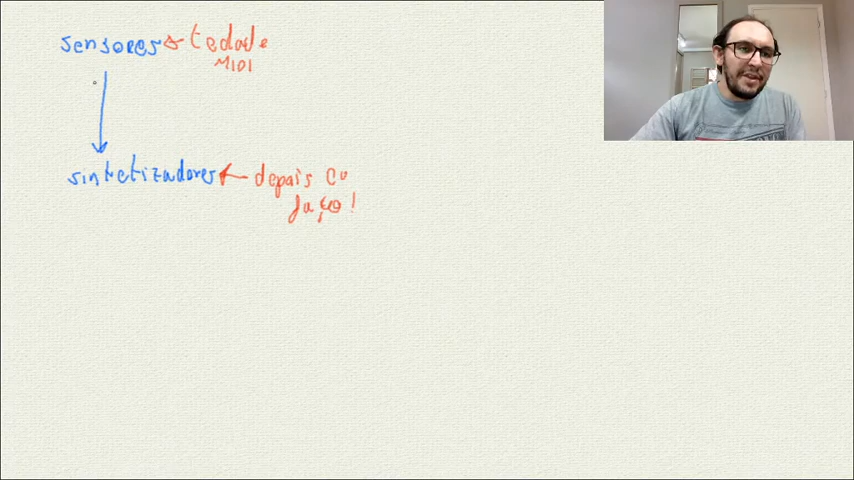 sensores ← teclado
MIDI
sintetizadores ← depois eu
faço!